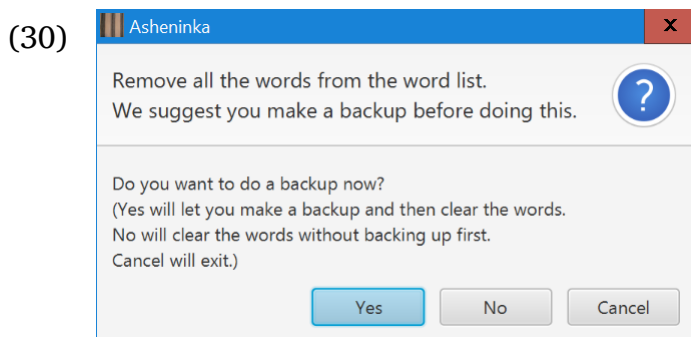 (30)
Asheninka
Remove all the words from the word list.
We suggest you make a backup before doing this.
?
Do you want to do a backup now?
(Yes will let you make a backup and then clear the words.
No will clear the words without backing up first.
Cancel will exit.)
Yes No Cancel